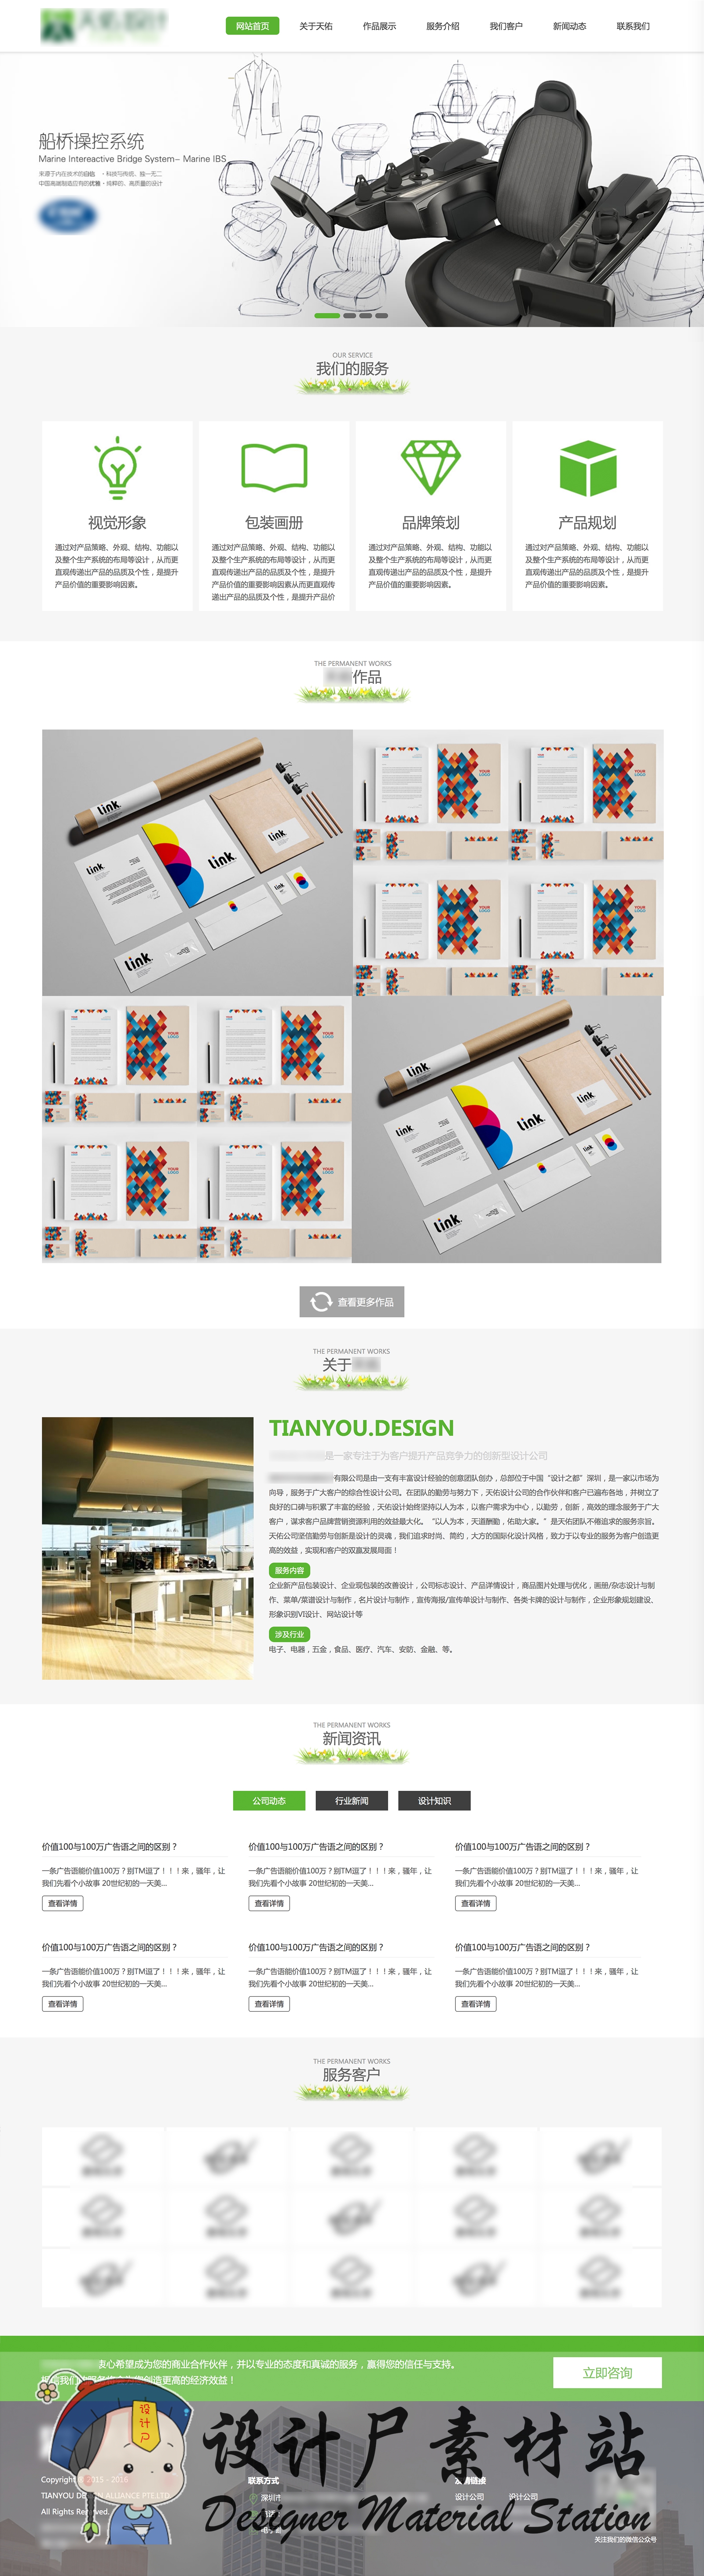 网站首页
关于天佑
作品展示
服务介绍
我们客户
新闻动态
联系我们
船桥操控系统
Marine Intereactive Bridge System- Marine IBS
OUR SERVICE
我们的服务
视觉形象
通过对产品策略、外观、结构、功能以
及整个生产系统的布局等设计，从而更
直观传递出产品的品质及个性，是提升
产品价值的重要影响因素。
包装画册
通过对产品策略、外观、结构、功能以
及整个生产系统的布局等设计，从而更
直观传递出产品的品质及个性，是提升
产品价值的重要影响因素从而更直观传
递出产品的品质及个性，是提升产品价
品牌策划
通过对产品策略、外观、结构、功能以
及整个生产系统的布局等设计，从而更
直观传递出产品的品质及个性，是提升
产品价值的重要影响因素。
产品规划
通过对产品策略、外观、结构、功能以
及整个生产系统的布局等设计，从而更
直观传递出产品的品质及个性，是提升
产品价值的重要影响因素。
THE PERMANENT WORKS
作品
link.
link.
link.
link.
link.
YOUR LOGO
YOUR LOGO
YOUR LOGO
YOUR LOGO
YOUR LOGO
YOUR LOGO
YOUR LOGO
YOUR LOGO
link.
link.
link.
link.
link.
查看更多作品
THE PERMANENT WORKS
关于
TIANYOU.DESIGN
是一家专注于为客户提升产品竞争力的创新型设计公司
有限公司是由一支有丰富设计经验的创意团队创办，总部位于中国“设计之都”深圳，是一家以市场为
向导，服务于广大客户的综合性设计公司。在团队的勤劳与努力下，天佑设计公司的合作伙伴和客户已遍布各地，并树立了
良好的口碑与积累了丰富的经验，天佑设计始终坚持以人为本，以客户需求为中心，以勤劳，创新，高效的理念服务于广大
客户，谋求客户品牌营销资源利用的效益最大化。“以人为本，天道酬勤，佑助大家。”是天佑团队不倦追求的服务宗旨。
天佑公司坚信勤劳与创新是设计的灵魂，我们追求时尚、简约，大方的国际化设计风格，致力于以专业的服务为客户创造更
高的效益，实现和客户的双赢发展局面！
服务内容
企业新产品包装设计、企业现包装的改善设计，公司标志设计、产品详情设计，商品图片处理与优化，画册/杂志设计与制
作、菜单/菜谱设计与制作，名片设计与制作，宣传海报/宣传单设计与制作、各类卡牌的设计与制作，企业形象规划建设、
形象识别VI设计、网站设计等
涉及行业
电子、电器，五金，食品、医疗、汽车、安防、金融、等。
THE PERMANENT WORKS
新闻资讯
公司动态
行业新闻
设计知识
价值100与100万广告语之间的区别？
一条广告语能价值100万？别TM逗了！！！来，骚年，让
我们先看个小故事 20世纪初的一天美...
查看详情
价值100与100万广告语之间的区别？
一条广告语能价值100万？别TM逗了！！！来，骚年，让
我们先看个小故事 20世纪初的一天美...
查看详情
价值100与100万广告语之间的区别？
一条广告语能价值100万？别TM逗了！！！来，骚年，让
我们先看个小故事 20世纪初的一天美...
查看详情
价值100与100万广告语之间的区别？
一条广告语能价值100万？别TM逗了！！！来，骚年，让
我们先看个小故事 20世纪初的一天美...
查看详情
价值100与100万广告语之间的区别？
一条广告语能价值100万？别TM逗了！！！来，骚年，让
我们先看个小故事 20世纪初的一天美...
查看详情
价值100与100万广告语之间的区别？
一条广告语能价值100万？别TM逗了！！！来，骚年，让
我们先看个小故事 20世纪初的一天美...
查看详情
THE PERMANENT WORKS
服务客户
衷心希望成为您的商业合作伙伴，并以专业的态度和真诚的服务，赢得您的信任与支持。
创造更高的经济效益！
立即咨询
设计尸
设计尸素材站
Designer Material Station
Copyright
2015 - 2016
TIANYOU
ALLIANCE PTE.LTD
All Rights
联系方式
链接
设计公司
设计公司
关注我们的微信公众号